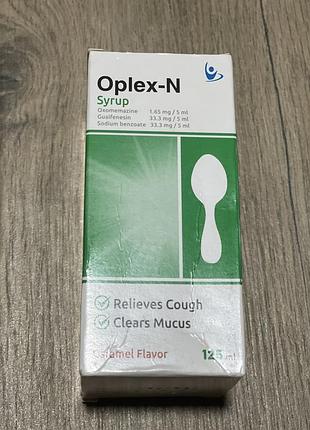 Oplex-N
Syrup
Oxomemazine 1.65 mg / 5 ml
Guaifenesin 33.3 mg / 5 ml
Sodium benzoate 33.3 mg / 5 ml
Relieves Cough
Clears Mucus
Caramel Flavor 125 ml